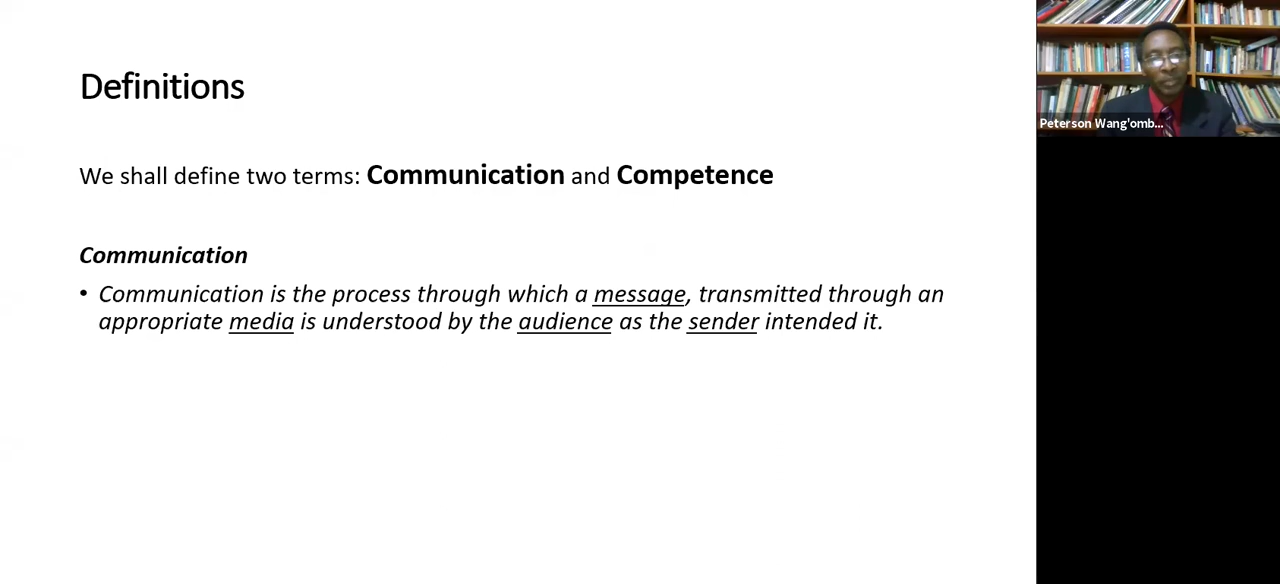 Definitions
We shall define two terms: Communication and Competence
Communication
• Communication is the process through which a message, transmitted through an
appropriate media is understood by the audience as the sender intended it.
Peterson Wang'omb...